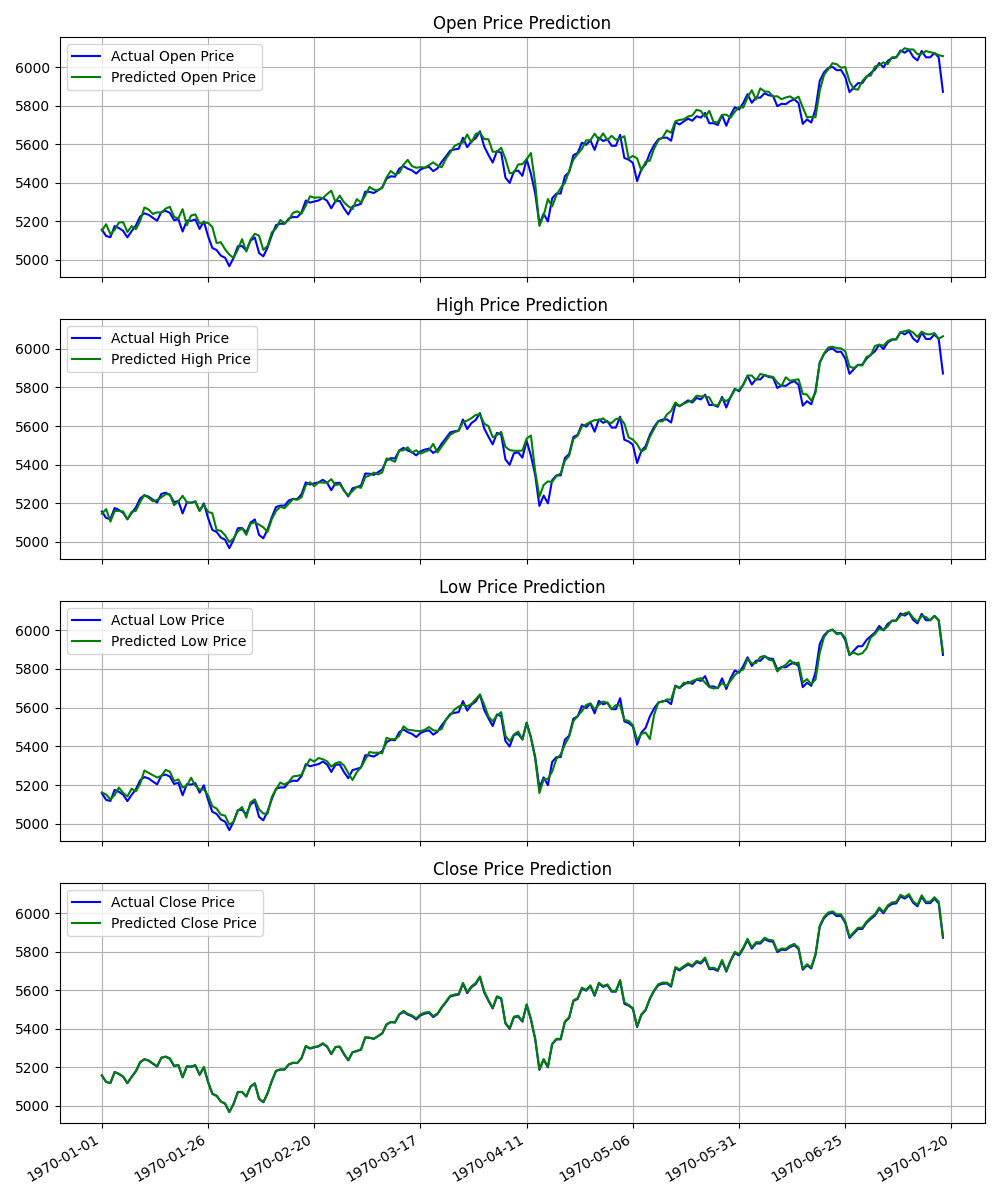 Open Price Prediction
Actual Open Price
Predicted Open Price
6000
5800
5600
5400
5200
5000
High Price Prediction
Actual High Price
Predicted High Price
6000
5800
5600
5400
5200
5000
Low Price Prediction
Actual Low Price
Predicted Low Price
6000
5800
5600
5400
5200
5000
Close Price Prediction
Actual Close Price
Predicted Close Price
6000
5800
5600
5400
5200
5000
1970-01-01
1970-01-26
1970-02-20
1970-03-17
1970-04-11
1970-05-06
1970-05-31
1970-06-25
1970-07-20